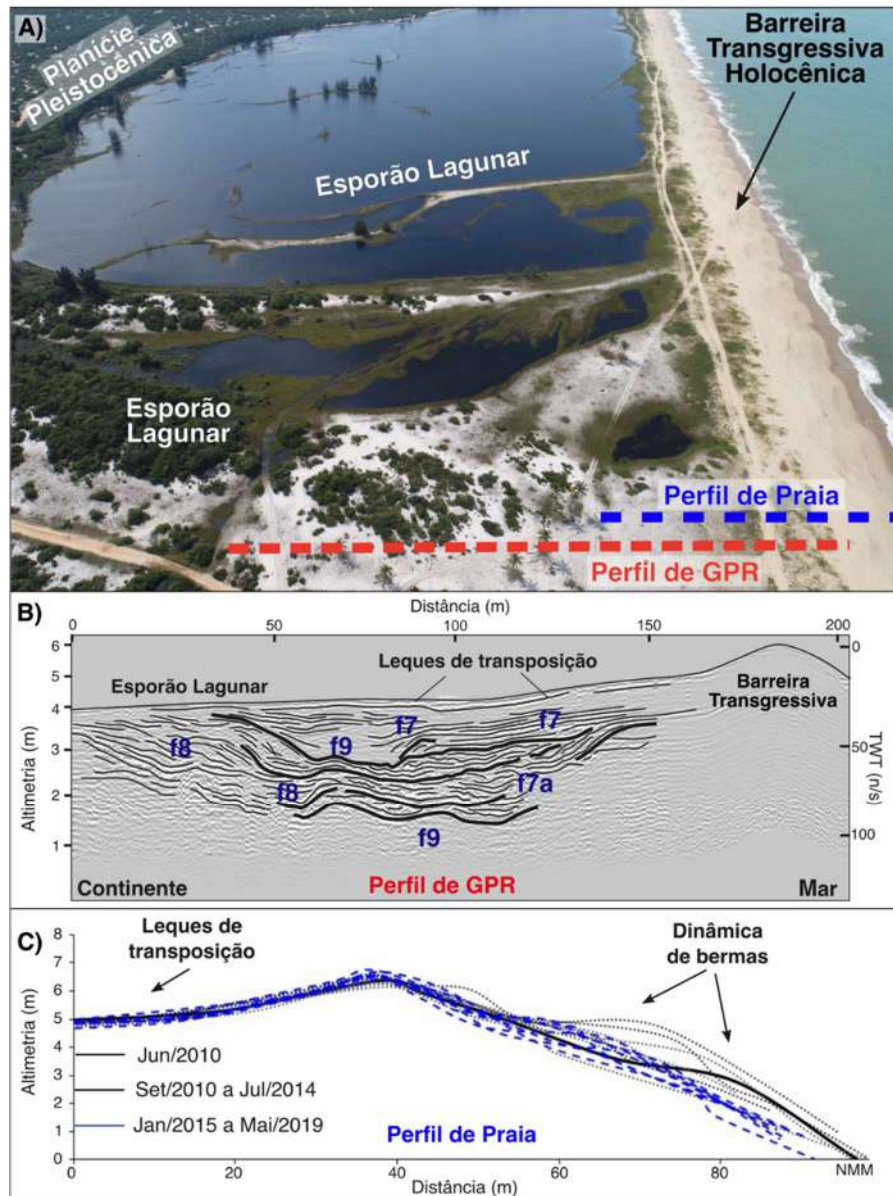 A)
Planície
Pleistocênica
Barreira
Transgressiva
Holocênica
Esporão Lagunar
Esporão
Lagunar
Perfil de Praia
Perfil de GPR
B)
Distância (m)
0 50 100 150 200
Leques de transposição
Esporão Lagunar
Barreira
Transgressiva
6
5
4
3
2
1
Altimetria (m)
0
50
100
TWT (n/s)
f7
f7
f9
f8
f7a
f8
f9
Continente
Perfil de GPR
Mar
C)
Leques de
transposição
Dinâmica
de bermas
8
7
6
5
4
3
2
1
0
Altimetria (m)
Jun/2010
Set/2010 a Jul/2014
Jan/2015 a Mai/2019
Perfil de Praia
0 20 40 60 80 NMM
Distância (m)